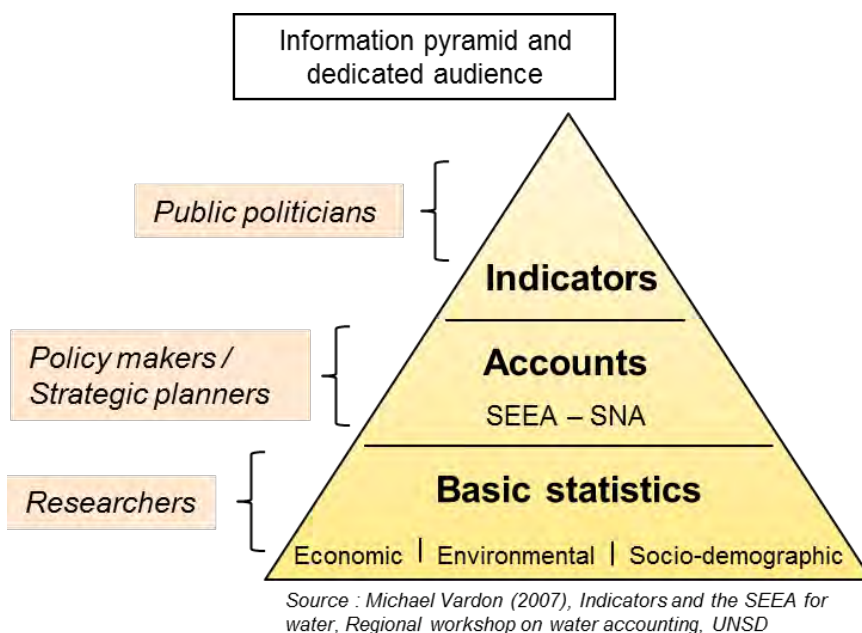 Information pyramid and
dedicated audience
Public politicians
Indicators
Policy makers /
Strategic planners
Accounts
SEEA – SNA
Researchers
Basic statistics
Economic | Environmental | Socio-demographic
Source : Michael Vardon (2007), Indicators and the SEEA for
water, Regional workshop on water accounting, UNSD